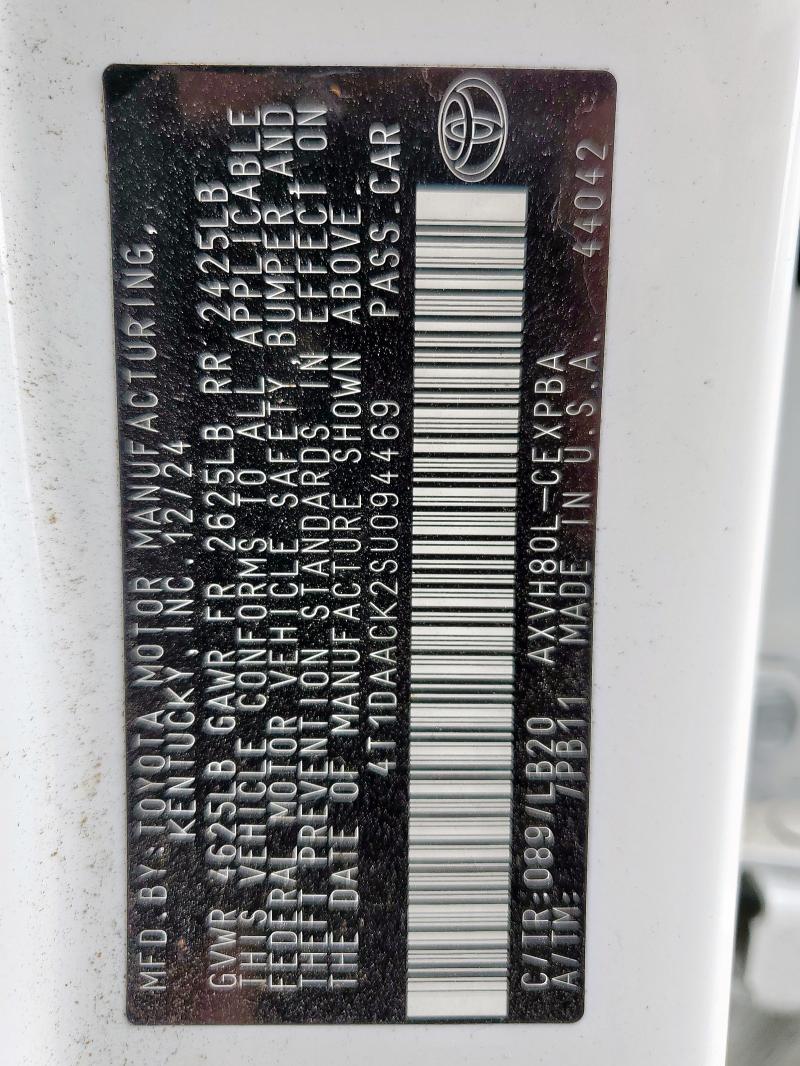 MFD.BY:TOYOTA MOTOR MANUFACTURING,
KENTUCKY, INC. 12/24
GVWR 4625LB GAWR FR 2625LB RR 2425LB
THIS VEHICLE CONFORMS TO ALL APPLICABLE
FEDERAL MOTOR VEHICLE SAFETY,BUMPER AND
THEFT PREVENTION STANDARDS IN EFFECT ON
THE DATE OF MANUFACTURE SHOWN ABOVE.
4T1DAACK2SU094469 PASS.CAR
C/TR:089/LB20 AXVH80L-CEXPBA
A/TM: /PB11 MADE IN U.S.A. 44042